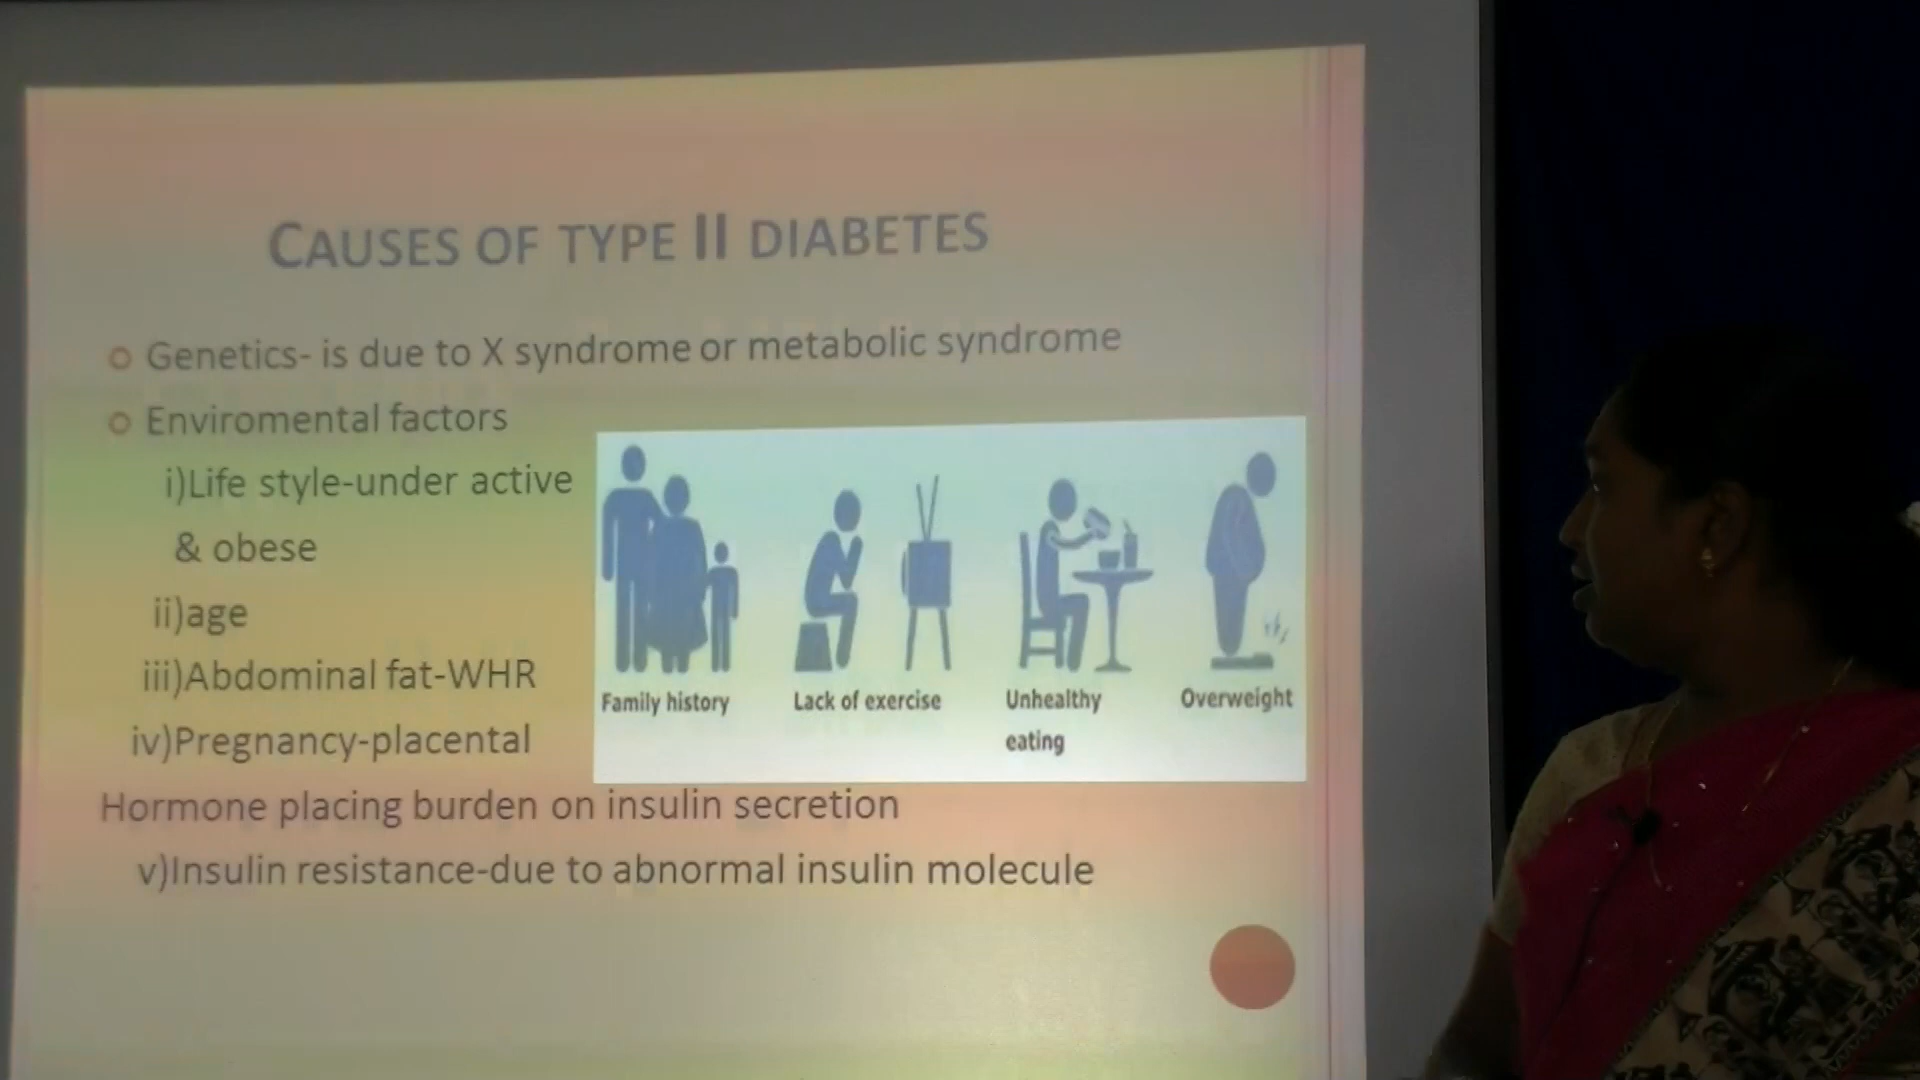 CAUSES OF TYPE II DIABETES
Genetics- is due to X syndrome or metabolic syndrome
Enviromental factors
i)Life style-under active
& obese
ii)age
iii)Abdominal fat-WHR
iv)Pregnancy-placental
Hormone placing burden on insulin secretion
v)Insulin resistance-due to abnormal insulin molecule
Family history
Lack of exercise
Unhealthy
eating
Overweight